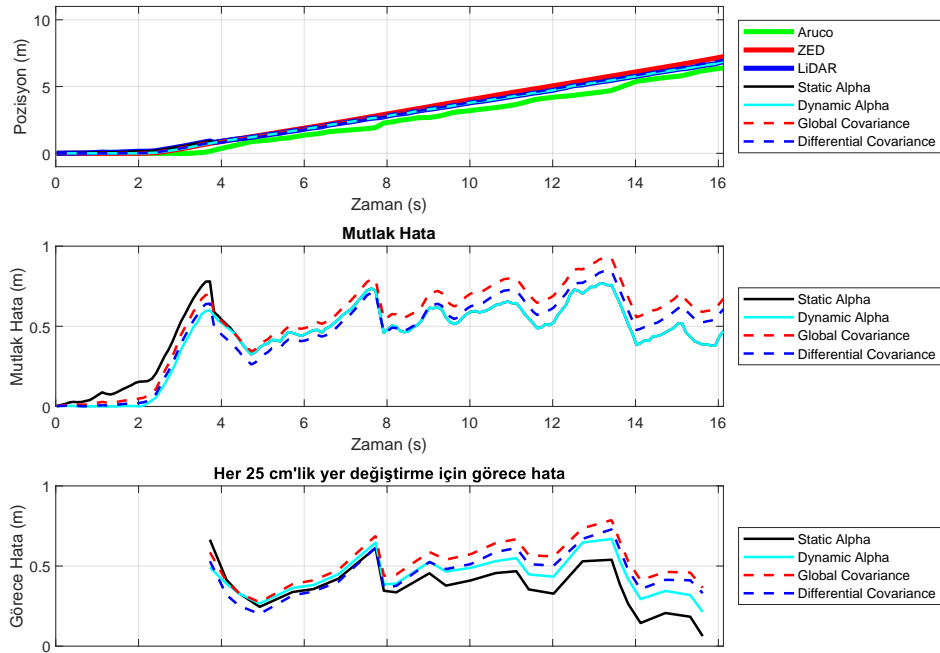 10
5
0
Pozisyon (m)
0 2 4 6 8 10 12 14 16
Zaman (s)
Aruco
ZED
LiDAR
Static Alpha
Dynamic Alpha
Global Covariance
Differential Covariance
Mutlak Hata
1
0.5
0
Mutlak Hata (m)
0 2 4 6 8 10 12 14 16
Zaman (s)
Static Alpha
Dynamic Alpha
Global Covariance
Differential Covariance
Her 25 cm'lik yer değiştirme için görece hata
1
0.5
0
Görece Hata (m)
Static Alpha
Dynamic Alpha
Global Covariance
Differential Covariance